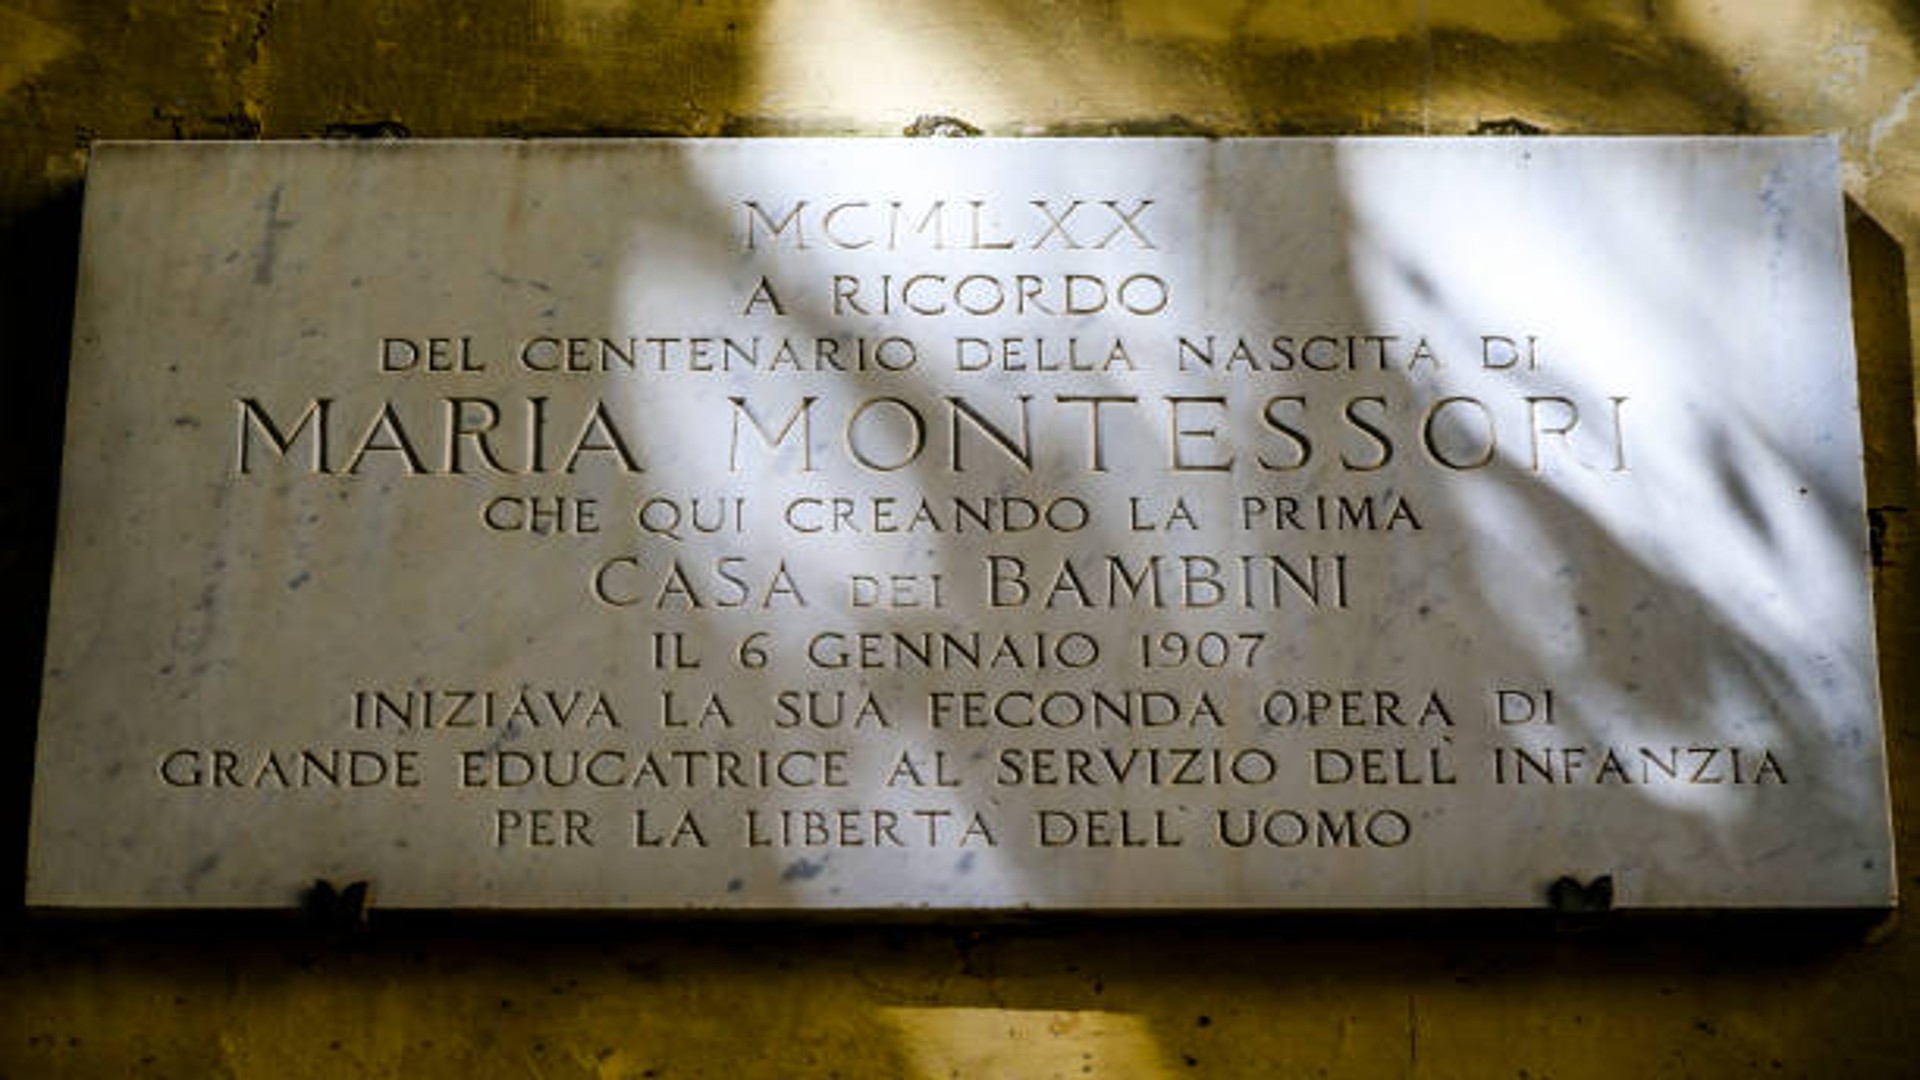 MCMLXX
A RICORDO
DEL CENTENARIO DELLA NASCITA DI
MARIA MONTESSORI
CHE QUI CREANDO LA PRIMA
CASA DEI BAMBINI
IL 6 GENNAIO 1907
INIZIAVA LA SUA FECONDA OPERA DI
GRANDE EDUCATRICE AL SERVIZIO DELL' INFANZIA
PER LA LIBERTA' DELL' UOMO